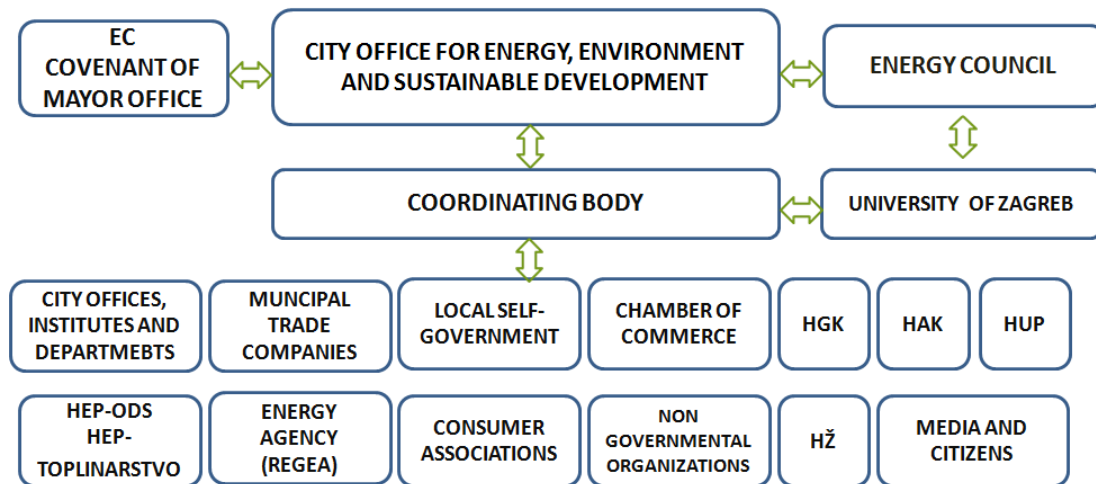 EC
COVENANT OF
MAYOR OFFICE
CITY OFFICE FOR ENERGY, ENVIRONMENT
AND SUSTAINABLE DEVELOPMENT
ENERGY COUNCIL
COORDINATING BODY
UNIVERSITY OF ZAGREB
CITY OFFICES,
INSTITUTES AND
DEPARTMEBTS
MUNCIPAL
TRADE
COMPANIES
LOCAL SELF-
GOVERNMENT
CHAMBER OF
COMMERCE
HGK
HAK
HUP
HEP-ODS
HEP-
TOPLINARSTVO
ENERGY
AGENCY
(REGEA)
CONSUMER
ASSOCIATIONS
NON
GOVERNMENTAL
ORGANIZATIONS
HŽ
MEDIA AND
CITIZENS